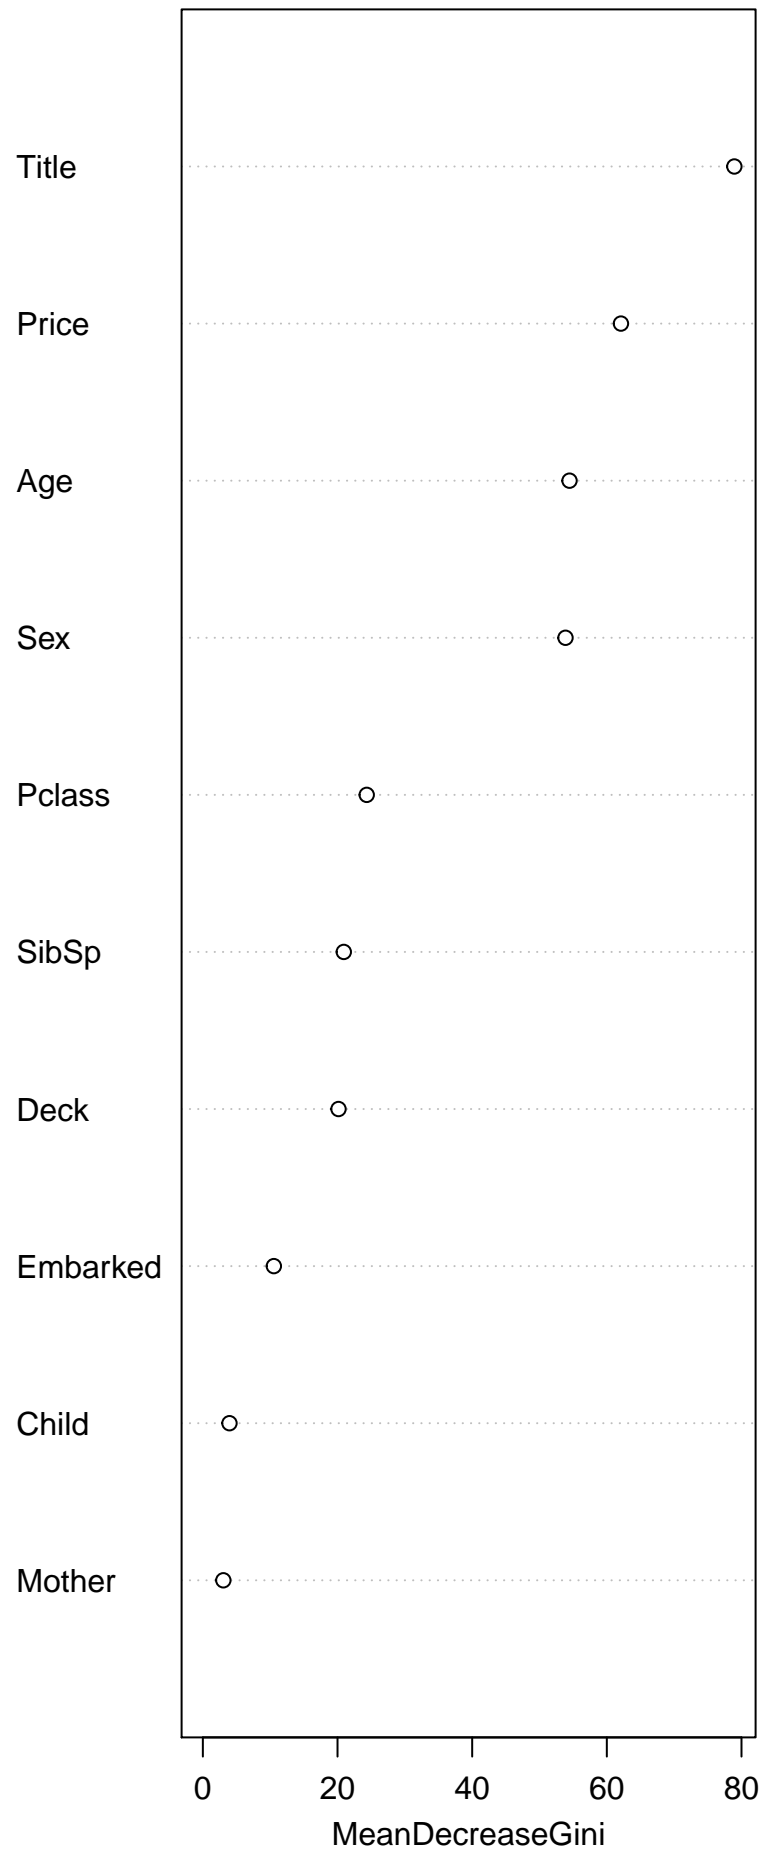 Title
Price
Age
Sex
Pclass
SibSp
Deck
Embarked
Child
Mother
0 20 40 60 80
MeanDecreaseGini